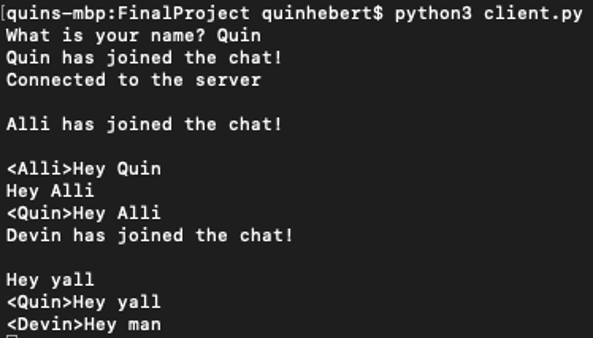 [quins-mbp:FinalProject quinhebert$ python3 client.py
What is your name? Quin
Quin has joined the chat!
Connected to the server
Alli has joined the chat!
<Alli>Hey Quin
Hey Alli
<Quin>Hey Alli
Devin has joined the chat!
Hey yall
<Quin>Hey yall
<Devin>Hey man